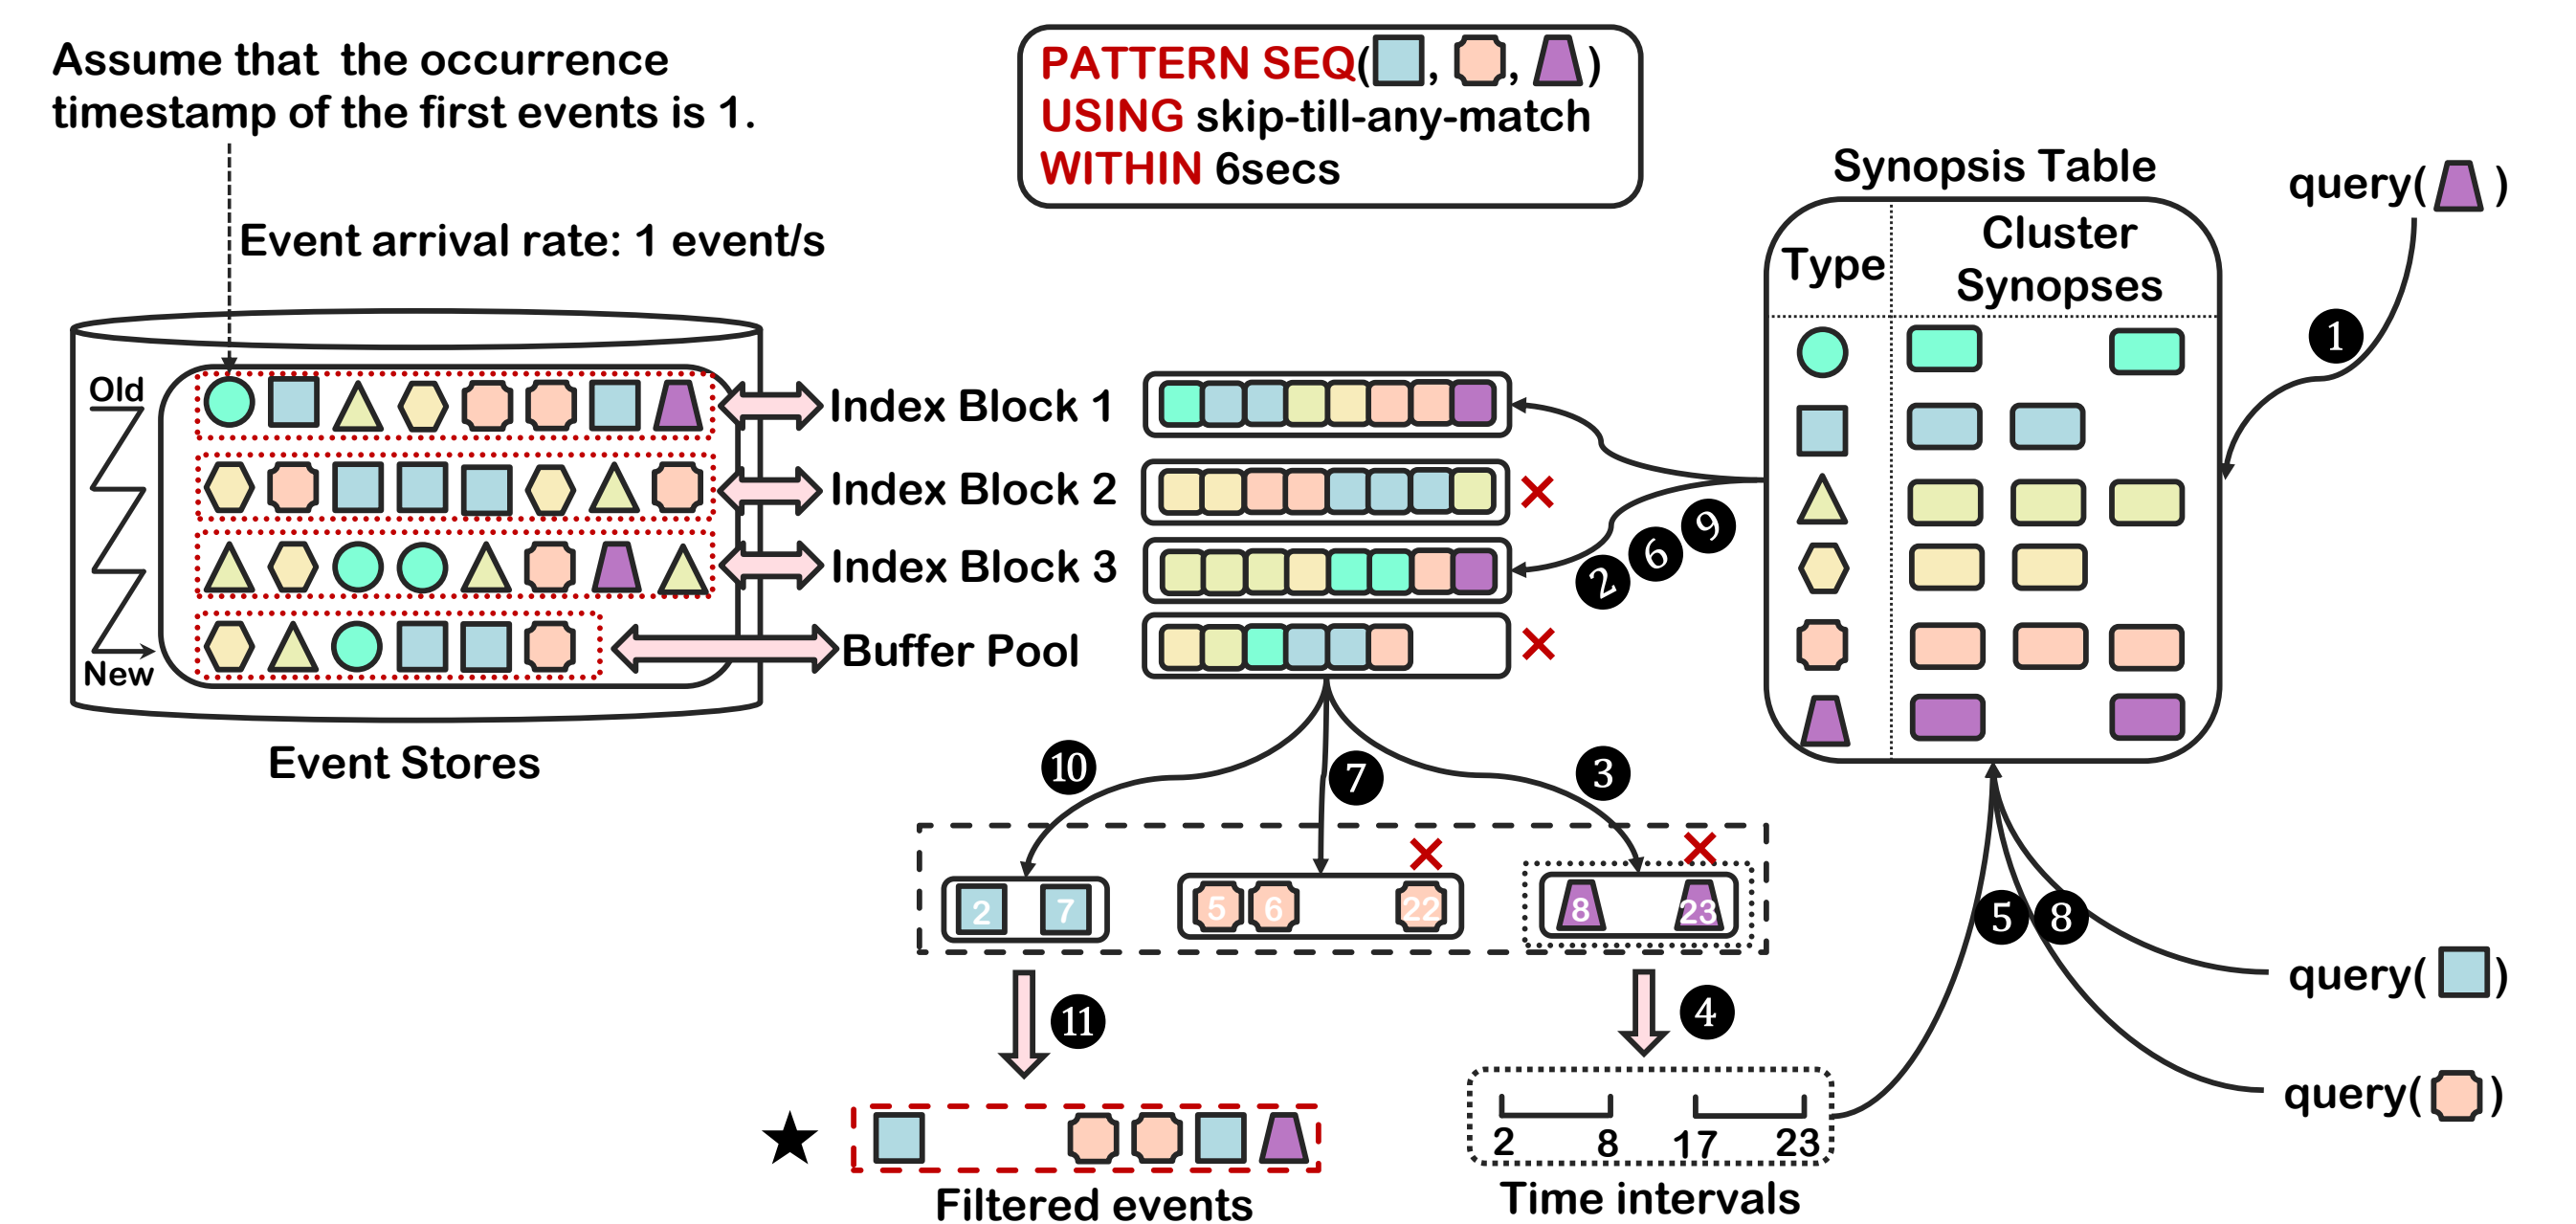 Assume that the occurrence
timestamp of the first events is 1.
Event arrival rate: 1 event/s
PATTERN SEQ( , , )
USING skip-till-any-match
WITHIN 6secs
Synopsis Table
Type
Cluster
Synopses
query( )
1
Old
New
Event Stores
Index Block 1
Index Block 2
Index Block 3
Buffer Pool
2 6 9
10
7
3
2 7
5 6 22
8 23
5 8
query( )
query( )
11
4
Filtered events
2 8 17 23
Time intervals